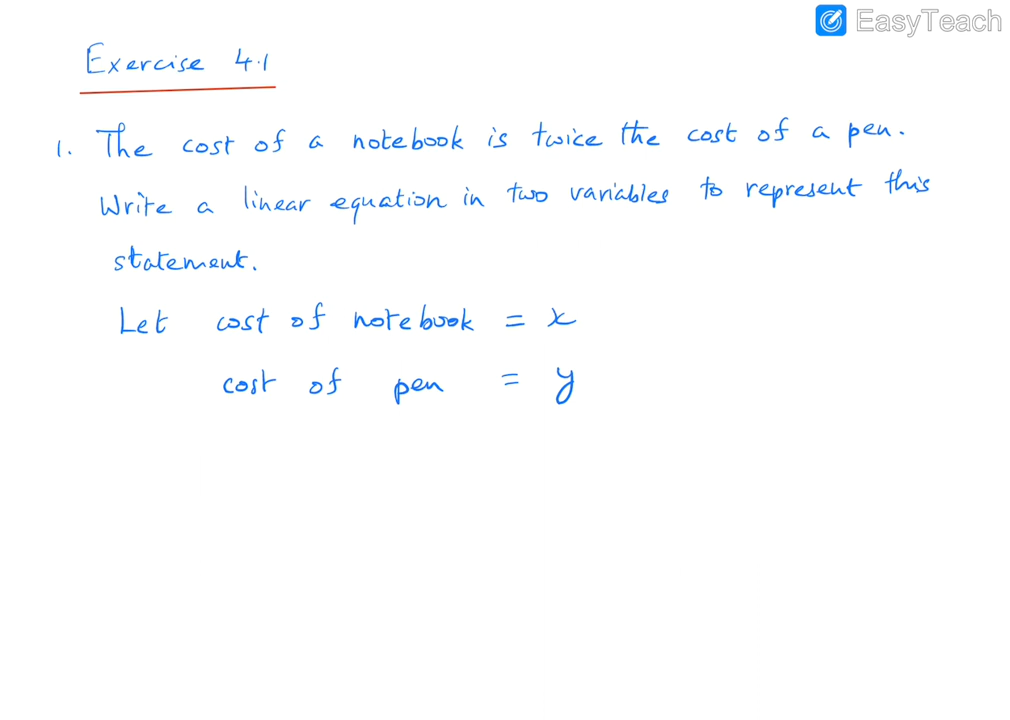 EasyTeach
Exercise 4.1
1. The cost of a notebook is twice the cost of a pen.
Write a linear equation in two variables to represent this
statement.
Let cost of notebook = x
cost of pen = y